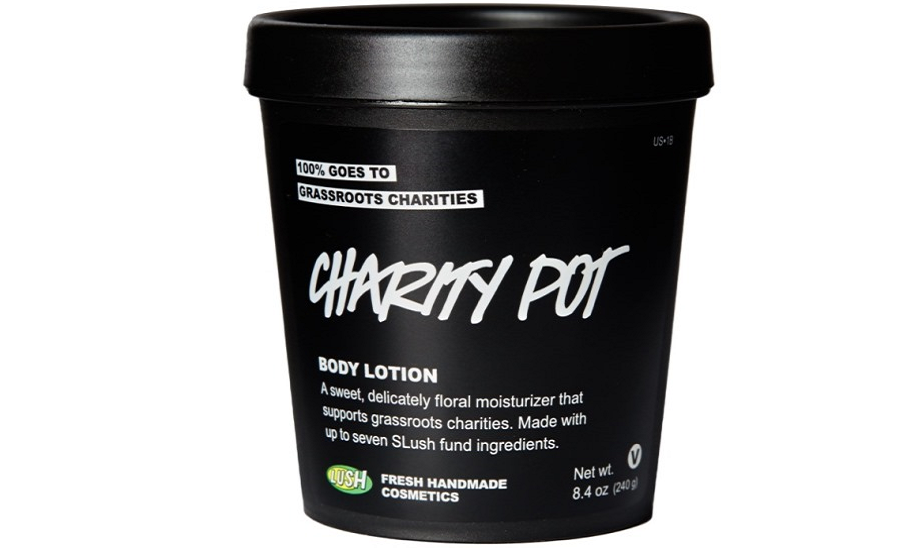 US•18
100% GOES TO
GRASSROOTS CHARITIES
CHARITY POT
BODY LOTION
A sweet, delicately floral moisturizer that
supports grassroots charities. Made with
up to seven SLush fund ingredients.
LUSH
FRESH HANDMADE
COSMETICS
V
Net wt.
8.4 oz (240 g)